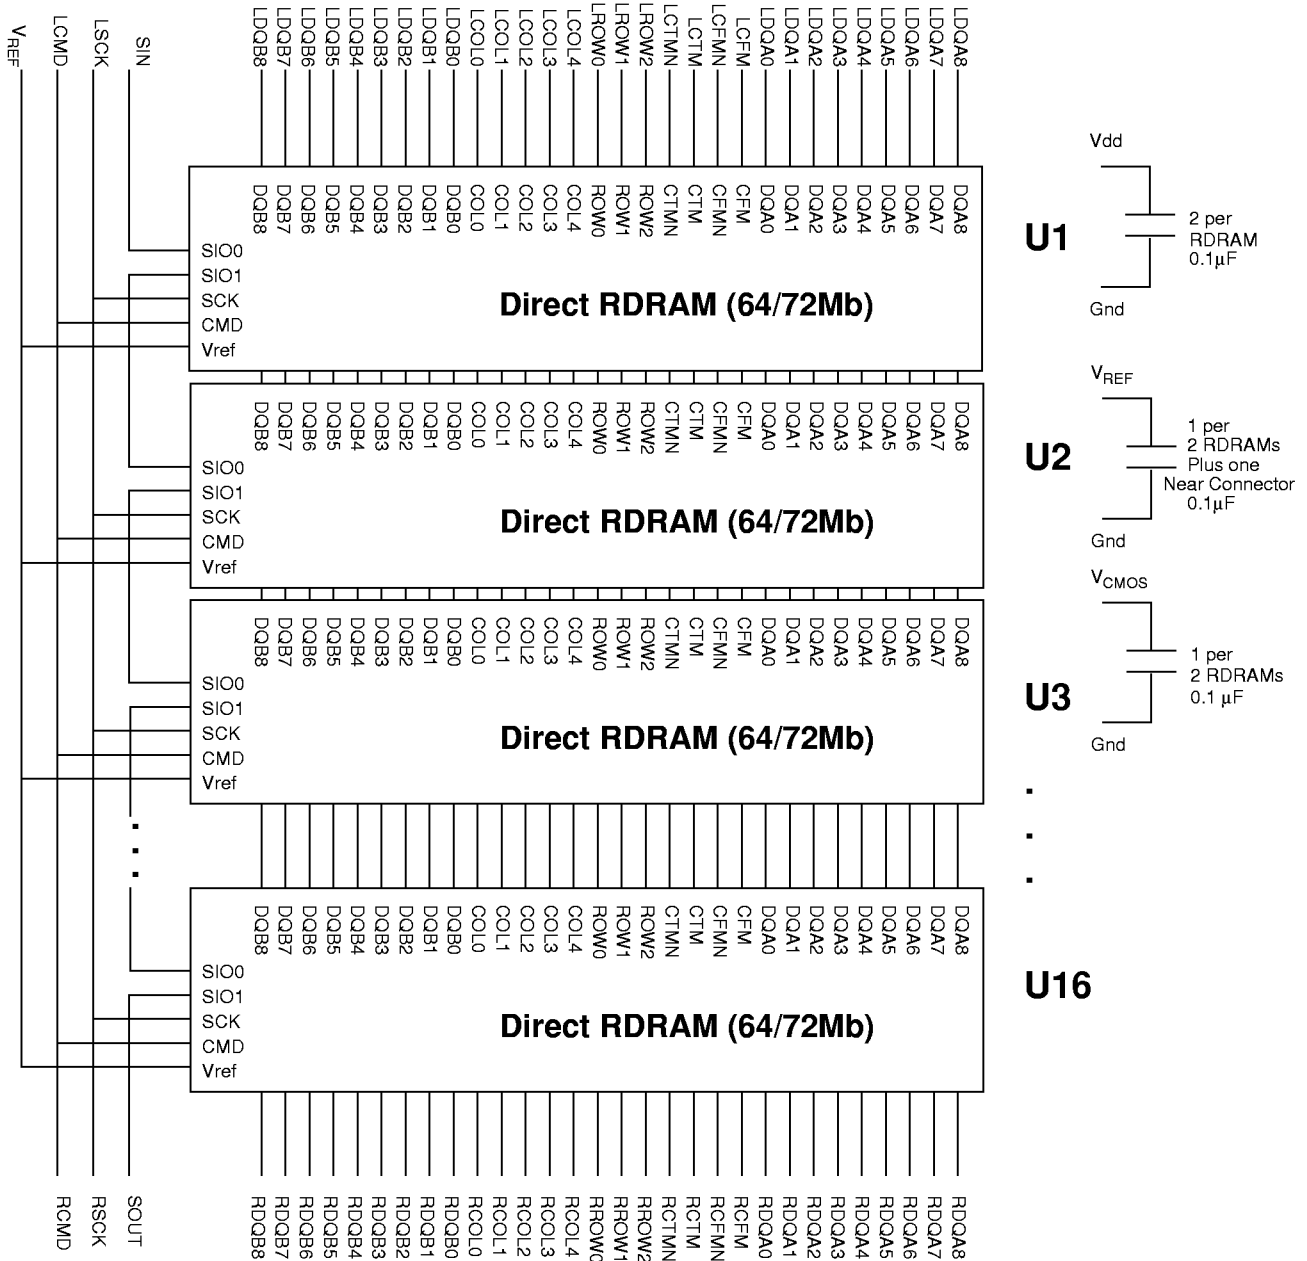 VREF
LCMD
LSCK
SIN
LDQB8
LDQB7
LDQB6
LDQB5
LDQB4
LDQB3
LDQB2
LDQB1
LDQB0
LCOL0
LCOL1
LCOL2
LCOL3
LCOL4
LROW0
LROW1
LROW2
LCTMN
LCTM
LCFMN
LCFM
LDQA0
LDQA1
LDQA2
LDQA3
LDQA4
LDQA5
LDQA6
LDQA7
LDQA8
DQB8
DQB7
DQB6
DQB5
DQB4
DQB3
DQB2
DQB1
DQB0
COL0
COL1
COL2
COL3
COL4
ROW0
ROW1
ROW2
CTMN
CTM
CFMN
CFM
DQA0
DQA1
DQA2
DQA3
DQA4
DQA5
DQA6
DQA7
DQA8
SIO0
SIO1
SCK
CMD
Vref
Direct RDRAM (64/72Mb)
U1
DQB8
DQB7
DQB6
DQB5
DQB4
DQB3
DQB2
DQB1
DQB0
COL0
COL1
COL2
COL3
COL4
ROW0
ROW1
ROW2
CTMN
CTM
CFMN
CFM
DQA0
DQA1
DQA2
DQA3
DQA4
DQA5
DQA6
DQA7
DQA8
SIO0
SIO1
SCK
CMD
Vref
Direct RDRAM (64/72Mb)
U2
DQB8
DQB7
DQB6
DQB5
DQB4
DQB3
DQB2
DQB1
DQB0
COL0
COL1
COL2
COL3
COL4
ROW0
ROW1
ROW2
CTMN
CTM
CFMN
CFM
DQA0
DQA1
DQA2
DQA3
DQA4
DQA5
DQA6
DQA7
DQA8
SIO0
SIO1
SCK
CMD
Vref
Direct RDRAM (64/72Mb)
U3
DQB8
DQB7
DQB6
DQB5
DQB4
DQB3
DQB2
DQB1
DQB0
COL0
COL1
COL2
COL3
COL4
ROW0
ROW1
ROW2
CTMN
CTM
CFMN
CFM
DQA0
DQA1
DQA2
DQA3
DQA4
DQA5
DQA6
DQA7
DQA8
SIO0
SIO1
SCK
CMD
Vref
Direct RDRAM (64/72Mb)
U16
RCMD
RSCK
SOUT
RDQB8
RDQB7
RDQB6
RDQB5
RDQB4
RDQB3
RDQB2
RDQB1
RDQB0
RCOL0
RCOL1
RCOL2
RCOL3
RCOL4
RROW0
RROW1
RROW2
RCTMN
RCTM
RCFMN
RCFM
RDQA0
RDQA1
RDQA2
RDQA3
RDQA4
RDQA5
RDQA6
RDQA7
RDQA8
Vdd
2 per
RDRAM
0.1µF
Gnd
VREF
1 per
2 RDRAMs
Plus one
Near Connector
0.1µF
Gnd
VCMOS
1 per
2 RDRAMs
0.1 µF
Gnd